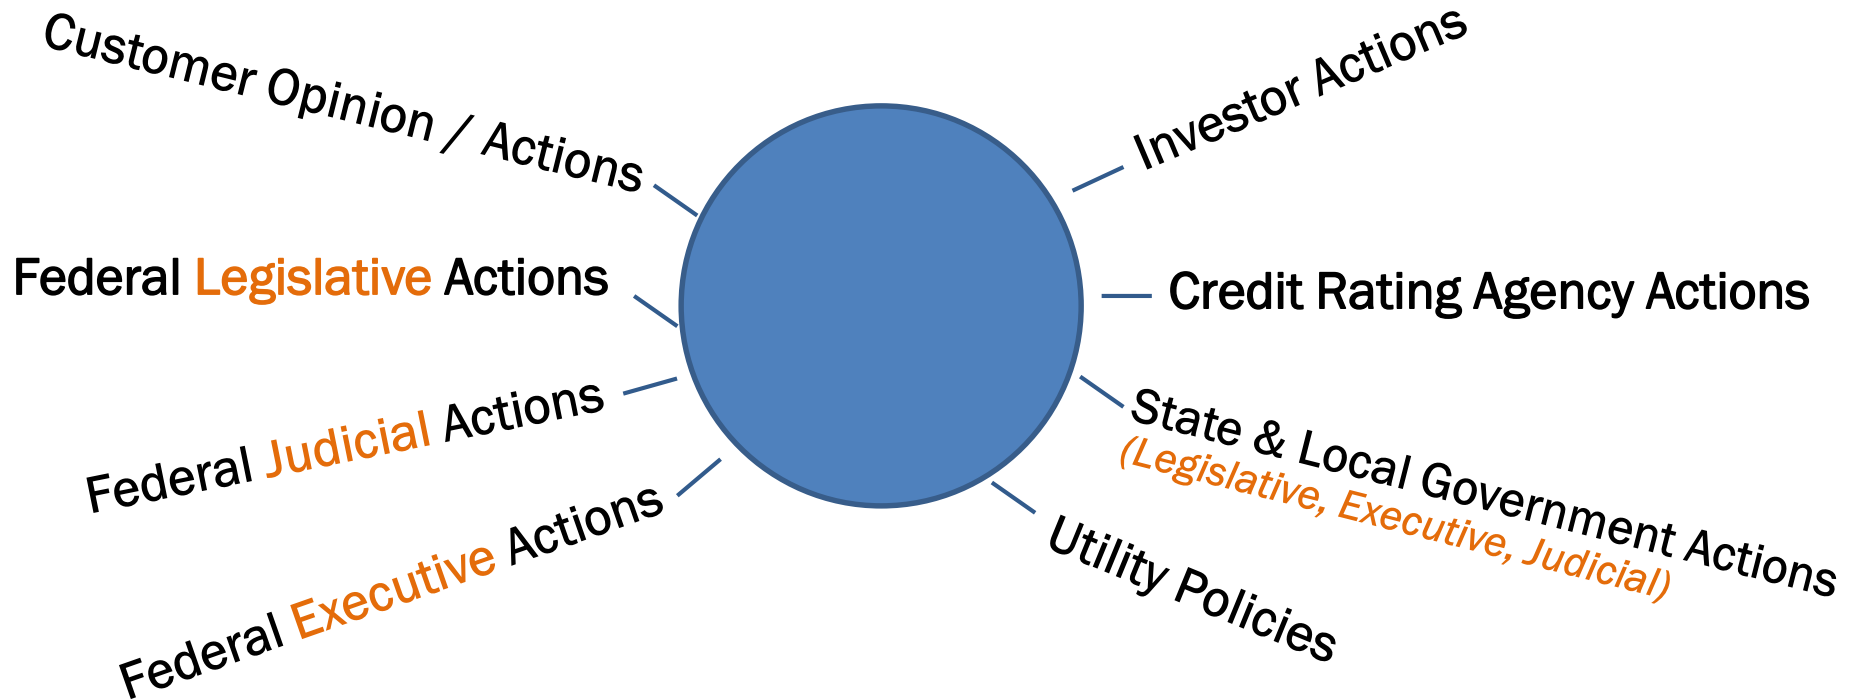 Customer Opinion / Actions
Federal Legislative Actions
Federal Judicial Actions
Federal Executive Actions
Investor Actions
Credit Rating Agency Actions
State & Local Government Actions
(Legislative, Executive, Judicial)
Utility Policies